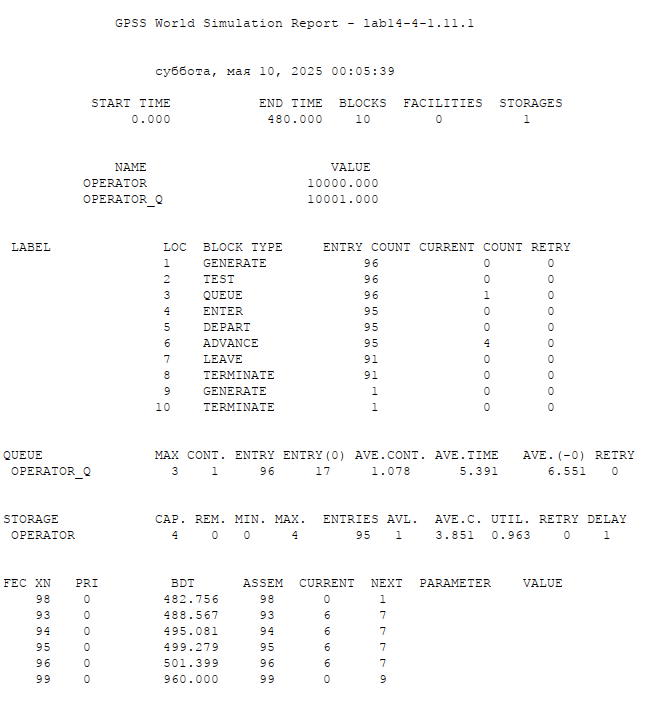 GPSS World Simulation Report - lab14-4-1.11.1
суббота, мая 10, 2025 00:05:39
START TIME END TIME BLOCKS FACILITIES STORAGES
0.000 480.000 10 0 1
NAME VALUE
OPERATOR 10000.000
OPERATOR_Q 10001.000
LABEL LOC BLOCK TYPE ENTRY COUNT CURRENT COUNT RETRY
1 GENERATE 96 0 0
2 TEST 96 0 0
3 QUEUE 96 1 0
4 ENTER 95 0 0
5 DEPART 95 0 0
6 ADVANCE 95 4 0
7 LEAVE 91 0 0
8 TERMINATE 91 0 0
9 GENERATE 1 0 0
10 TERMINATE 1 0 0
QUEUE MAX CONT. ENTRY ENTRY(0) AVE.CONT. AVE.TIME AVE.(-0) RETRY
OPERATOR_Q 3 1 96 17 1.078 5.391 6.551 0
STORAGE CAP. REM. MIN. MAX. ENTRIES AVL. AVE.C. UTIL. RETRY DELAY
OPERATOR 4 0 0 4 95 1 3.851 0.963 0 1
FEC XN PRI BDT ASSEM CURRENT NEXT PARAMETER VALUE
98 0 482.756 98 0 1
93 0 488.567 93 6 7
94 0 495.081 94 6 7
95 0 499.279 95 6 7
96 0 501.399 96 6 7
99 0 960.000 99 0 9